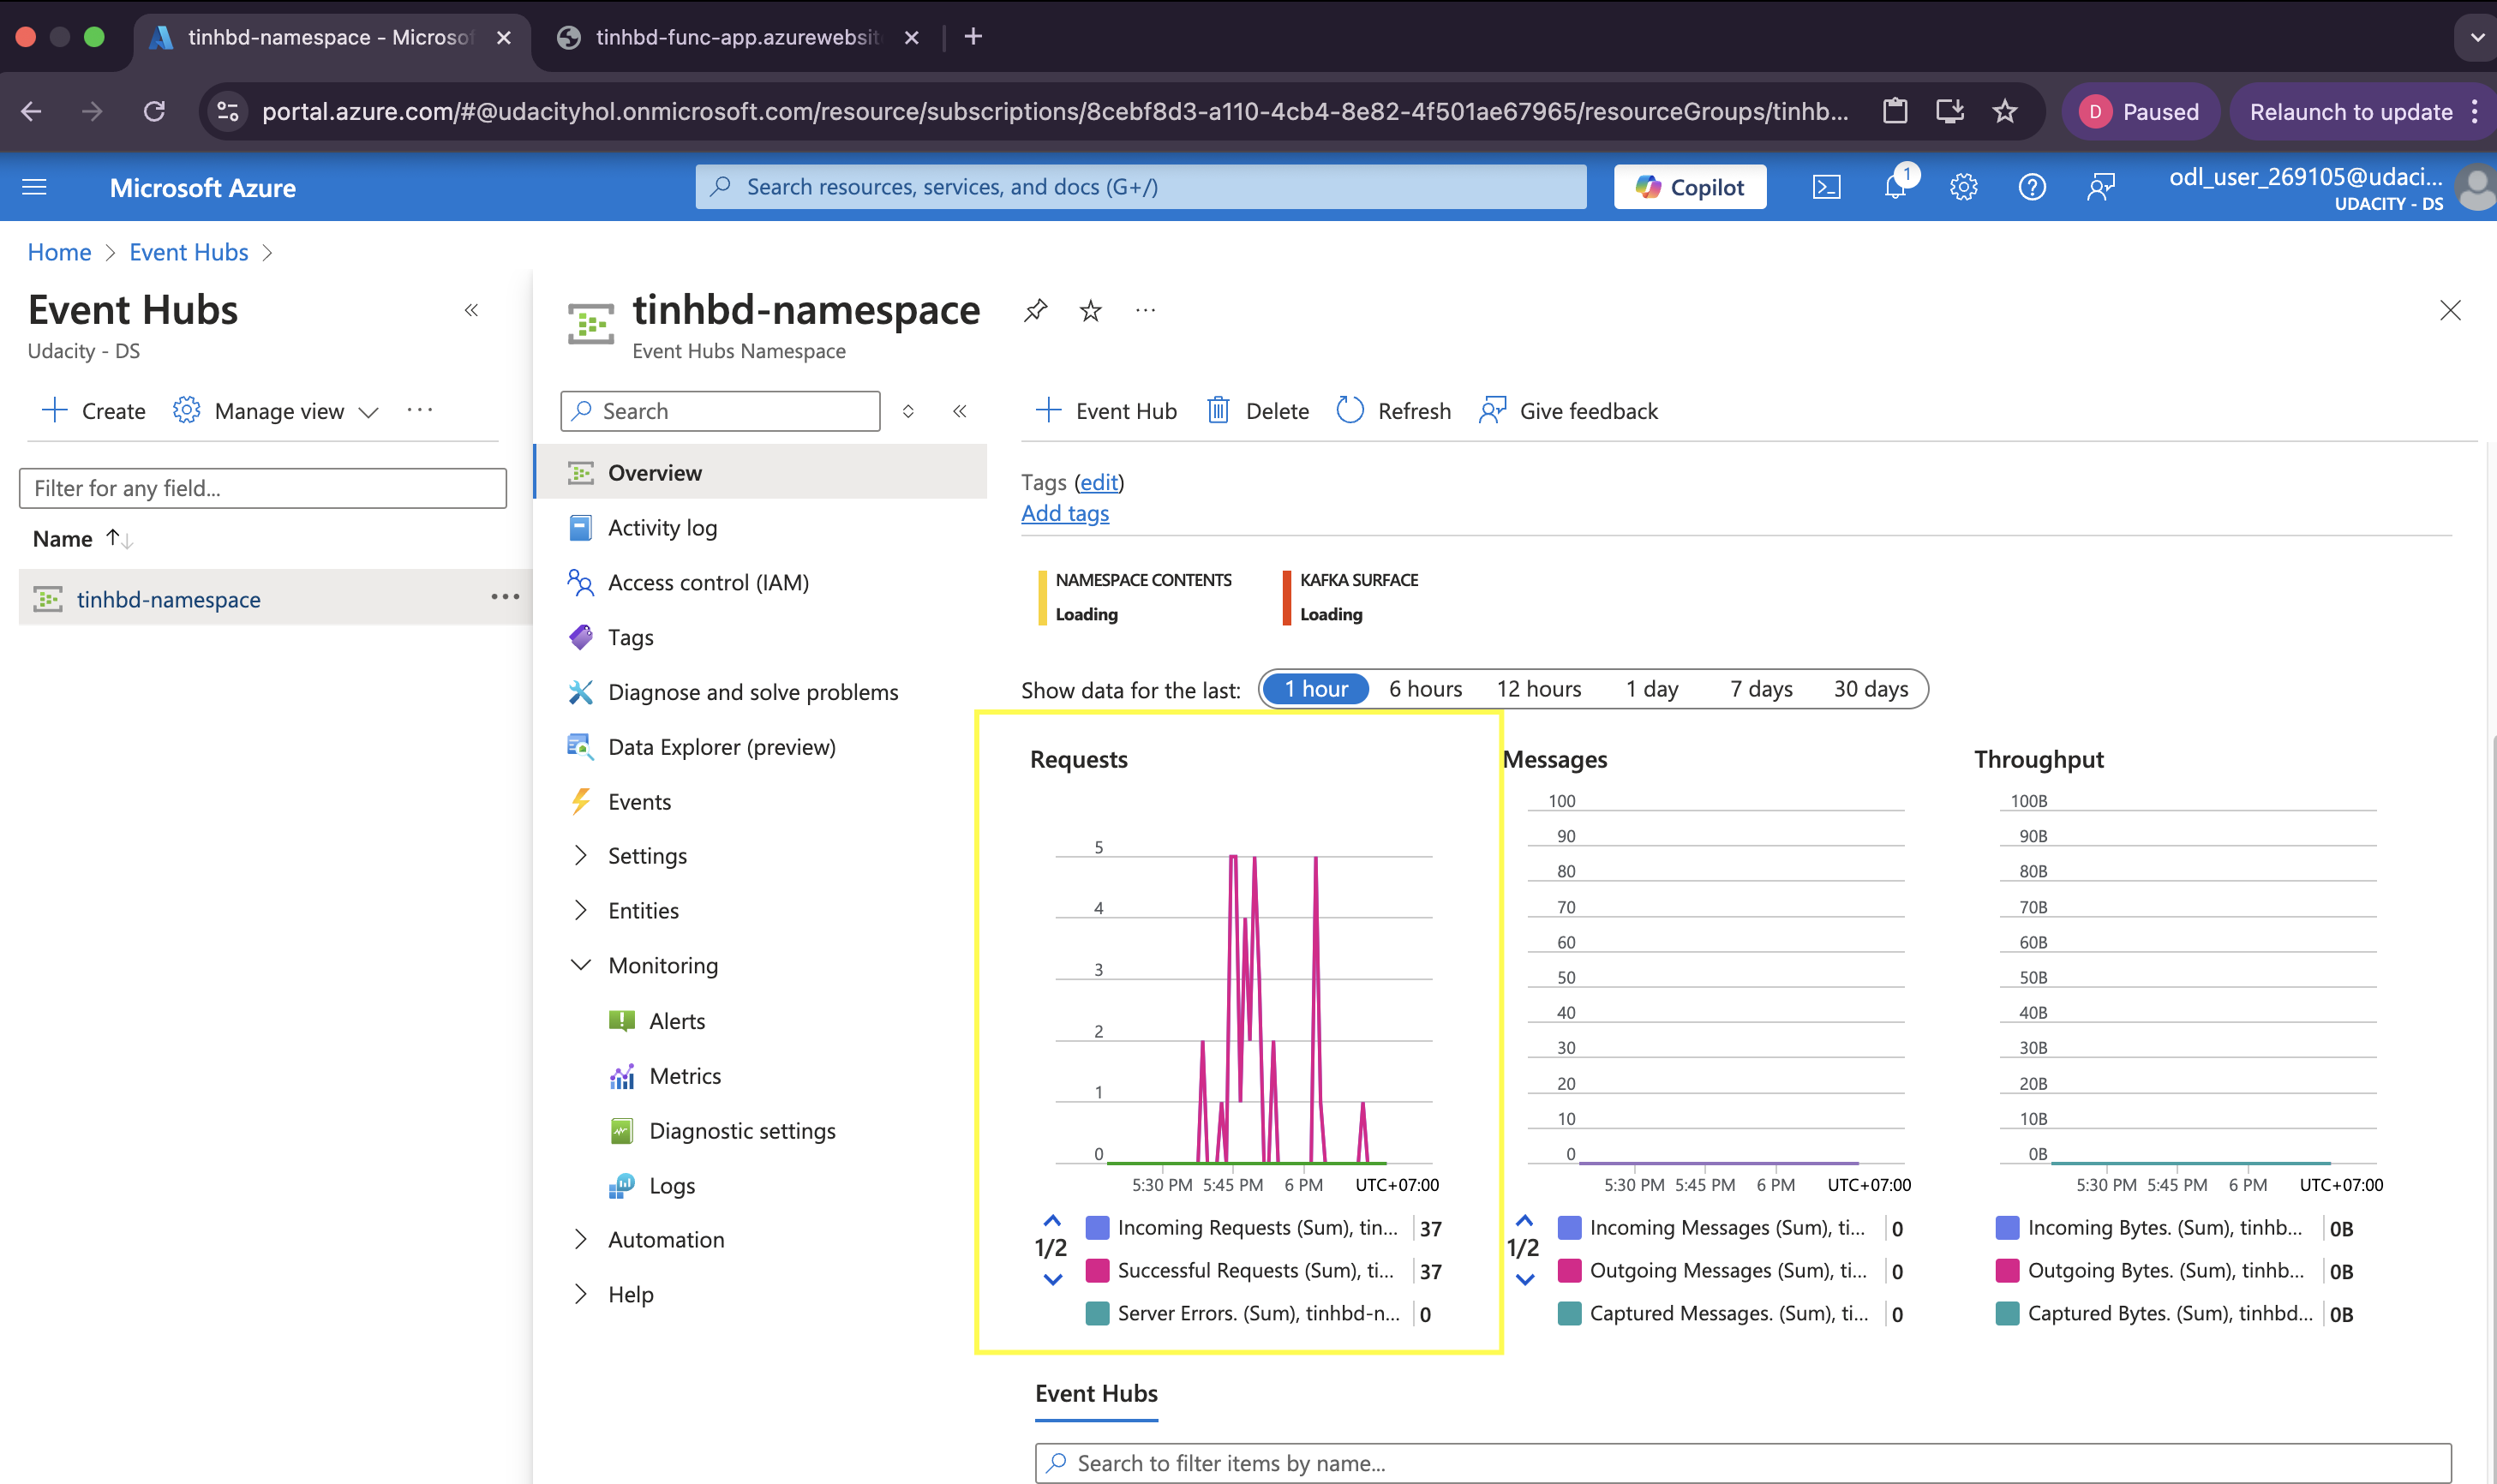 tinhbd-namespace - Microsof
tinhbd-func-app.azurewebsit
portal.azure.com/#@udacityhol.onmicrosoft.com/resource/subscriptions/8cebf8d3-a110-4cb4-8e82-4f501ae67965/resourceGroups/tinhb...
D Paused
Relaunch to update
Microsoft Azure
Search resources, services, and docs (G+/)
Copilot
1
odl_user_269105@udaci...
UDACITY - DS
Home > Event Hubs >
Event Hubs
Udacity - DS
Create
Manage view
...
Filter for any field...
Name ↑↓
tinhbd-namespace
...
tinhbd-namespace
...
Event Hubs Namespace
Search
Overview
Activity log
Access control (IAM)
Tags
Diagnose and solve problems
Data Explorer (preview)
Events
Settings
Entities
Monitoring
Alerts
Metrics
Diagnostic settings
Logs
Automation
Help
Event Hub
Delete
Refresh
Give feedback
Tags (edit)
Add tags
NAMESPACE CONTENTS
Loading
KAFKA SURFACE
Loading
Show data for the last:
1 hour
6 hours
12 hours
1 day
7 days
30 days
Requests
5
4
3
2
1
0
5:30 PM 5:45 PM 6 PM UTC+07:00
1/2
Incoming Requests (Sum), tin... 37
Successful Requests (Sum), ti... 37
Server Errors. (Sum), tinhbd-n... 0
Messages
100
90
80
70
60
50
40
30
20
10
0
5:30 PM 5:45 PM 6 PM UTC+07:00
1/2
Incoming Messages (Sum), ti... 0
Outgoing Messages (Sum), ti... 0
Captured Messages. (Sum), ti... 0
Throughput
100B
90B
80B
70B
60B
50B
40B
30B
20B
10B
0B
5:30 PM 5:45 PM 6 PM UTC+07:00
Incoming Bytes. (Sum), tinhb... 0B
Outgoing Bytes. (Sum), tinhb... 0B
Captured Bytes. (Sum), tinhbd... 0B
Event Hubs
Search to filter items by name...